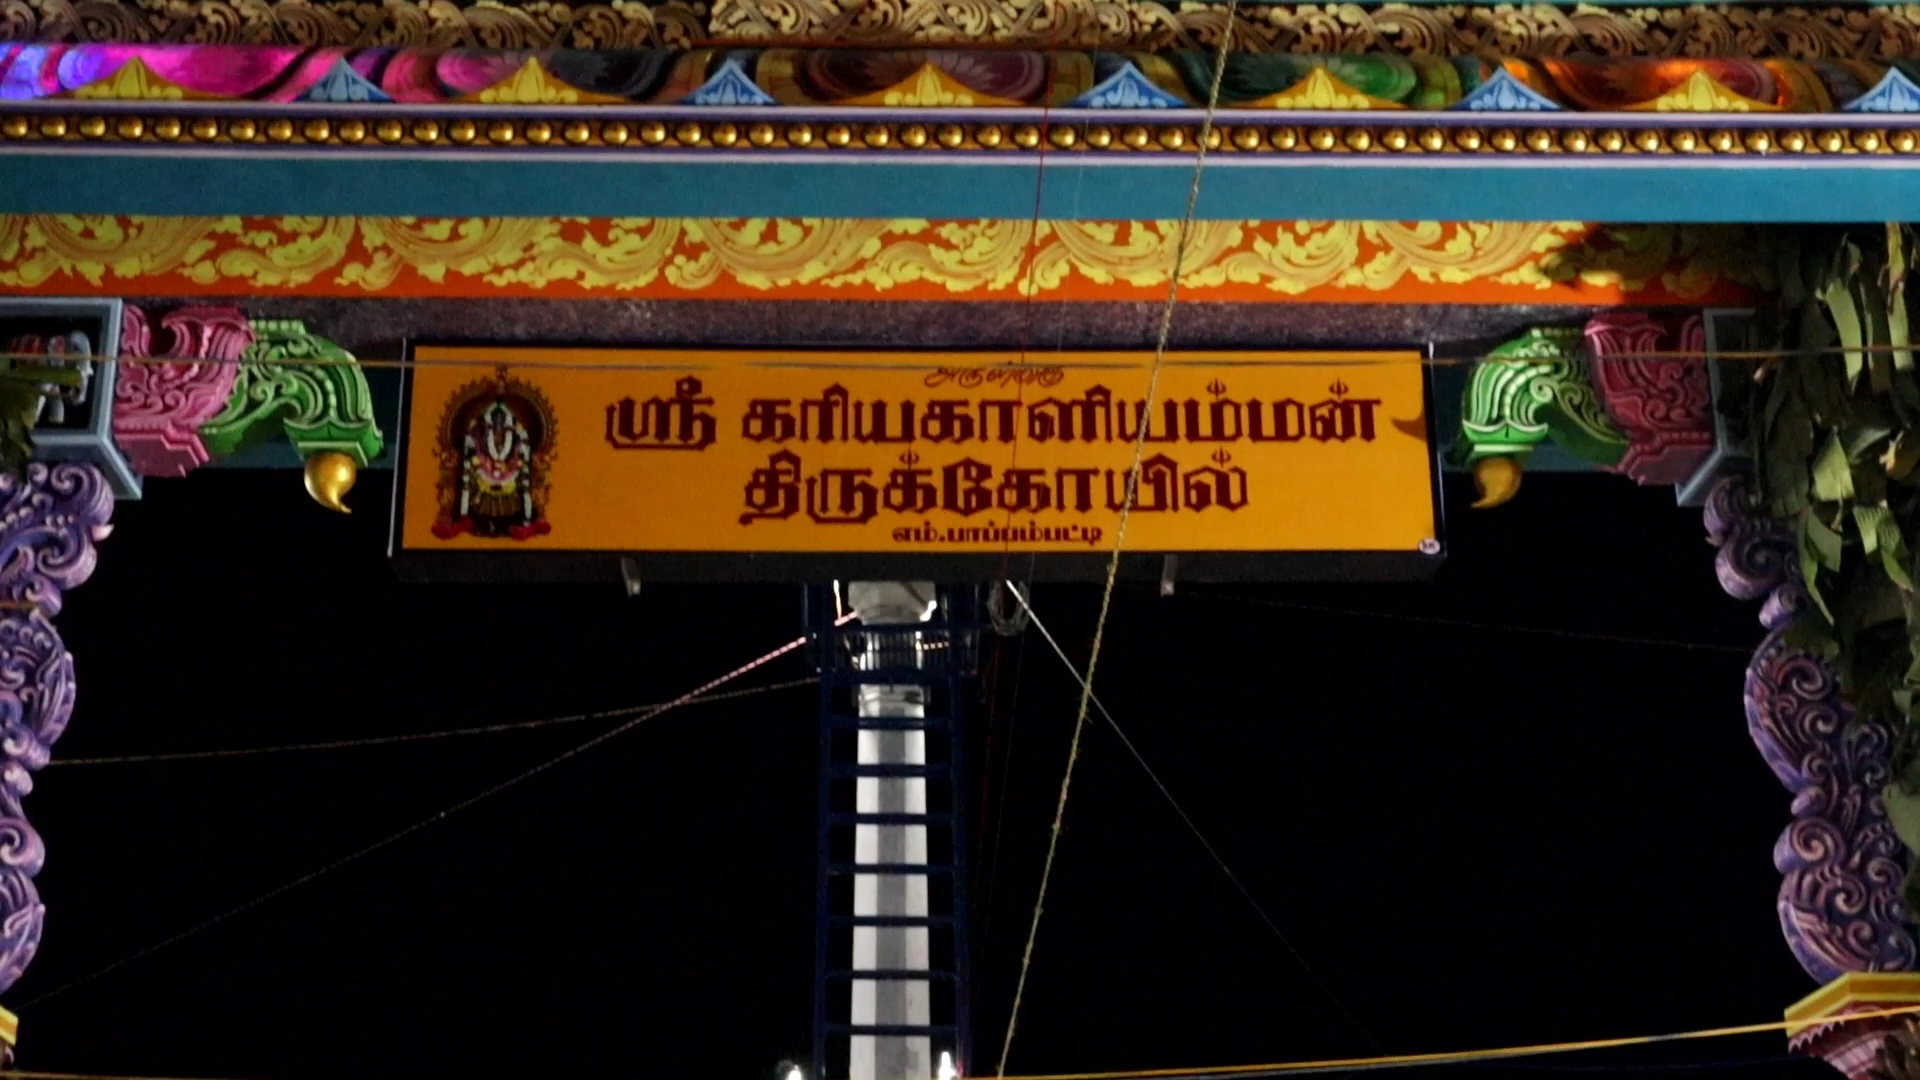 அருள்மிகு
ஸ்ரீ கரியகாளியம்மன்
திருக்கோயில்
எம்.பாப்பம்பட்டி